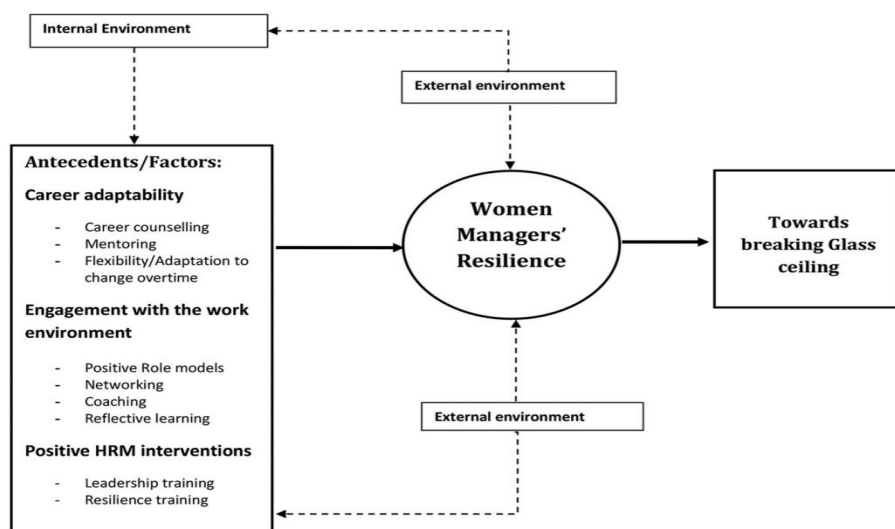 Internal Environment
External environment
Antecedents/Factors:
Career adaptability
- Career counselling
- Mentoring
- Flexibility/Adaptation to
change overtime
Engagement with the work
environment
- Positive Role models
- Networking
- Coaching
- Reflective learning
Positive HRM interventions
- Leadership training
- Resilience training
Women
Managers’
Resilience
Towards
breaking Glass
ceiling
External environment